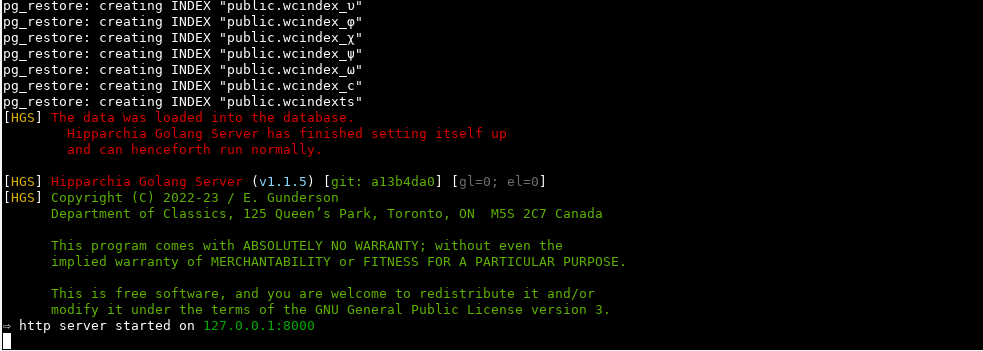 pg_restore: creating INDEX "public.wcindex_υ"
pg_restore: creating INDEX "public.wcindex_φ"
pg_restore: creating INDEX "public.wcindex_χ"
pg_restore: creating INDEX "public.wcindex_ψ"
pg_restore: creating INDEX "public.wcindex_ω"
pg_restore: creating INDEX "public.wcindex_ϲ"
pg_restore: creating INDEX "public.wcindexts"
[HGS] The data was loaded into the database.
Hipparchia Golang Server has finished setting itself up
and can henceforth run normally.
[HGS] Hipparchia Golang Server (v1.1.5) [git: a13b4da0] [gl=0; el=0]
[HGS] Copyright (C) 2022-23 / E. Gunderson
Department of Classics, 125 Queen’s Park, Toronto, ON  M5S 2C7 Canada
This program comes with ABSOLUTELY NO WARRANTY; without even the
implied warranty of MERCHANTABILITY or FITNESS FOR A PARTICULAR PURPOSE.
This is free software, and you are welcome to redistribute it and/or
modify it under the terms of the GNU General Public License version 3.
⇨ http server started on 127.0.0.1:8000